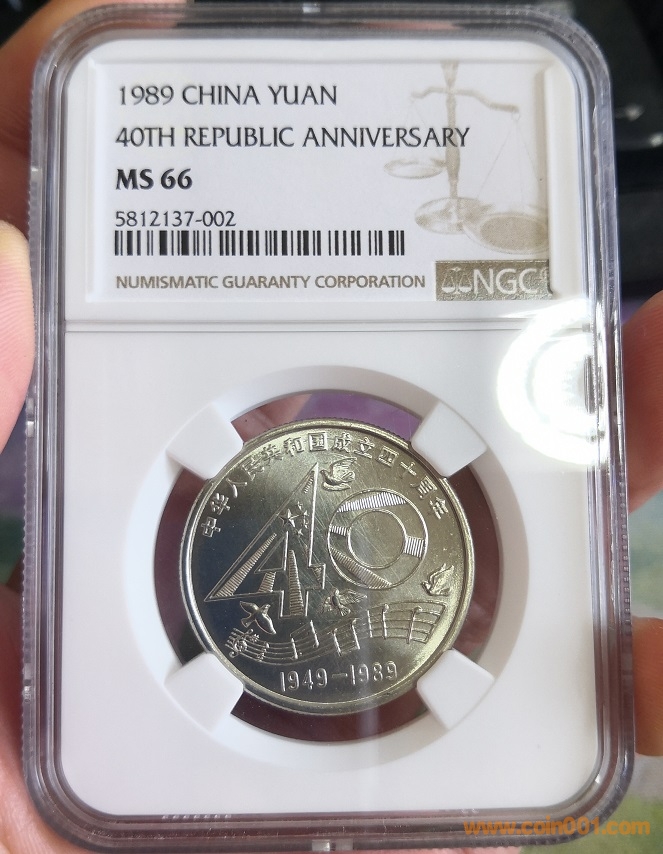 1989 CHINA YUAN
40TH REPUBLIC ANNIVERSARY
MS 66
5812137-002
NUMISMATIC GUARANTY CORPORATION
NGC
中华人民共和国成立四十周年
1949-1989
www.coin001.com